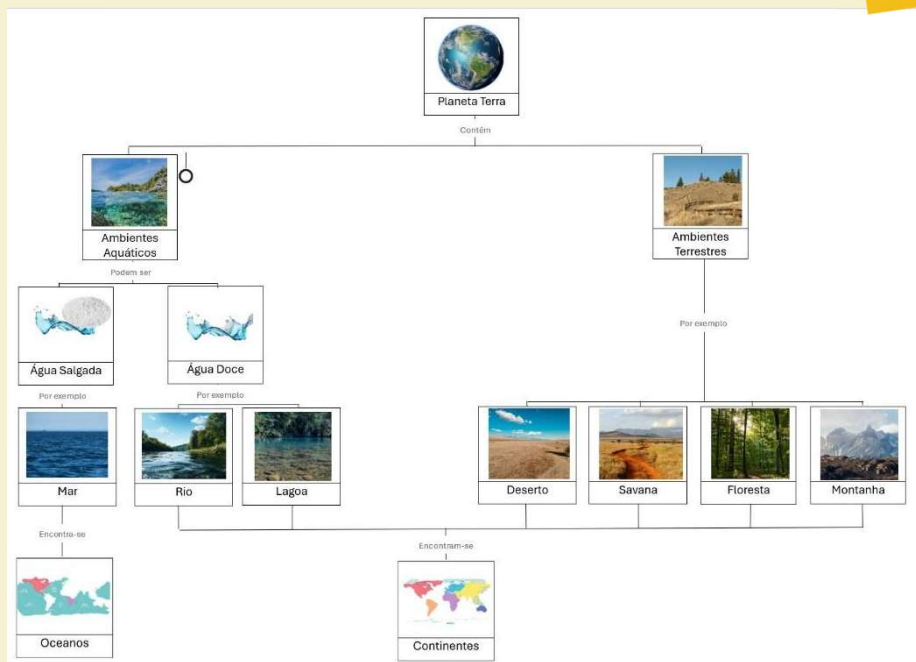 Planeta Terra
Contém
Ambientes
Aquáticos
Ambientes
Terrestres
Podem ser
Água Salgada
Água Doce
Por exemplo
Por exemplo
Por exemplo
Mar
Rio
Lagoa
Deserto
Savana
Floresta
Montanha
Encontra-se
Encontram-se
Oceanos
Continentes